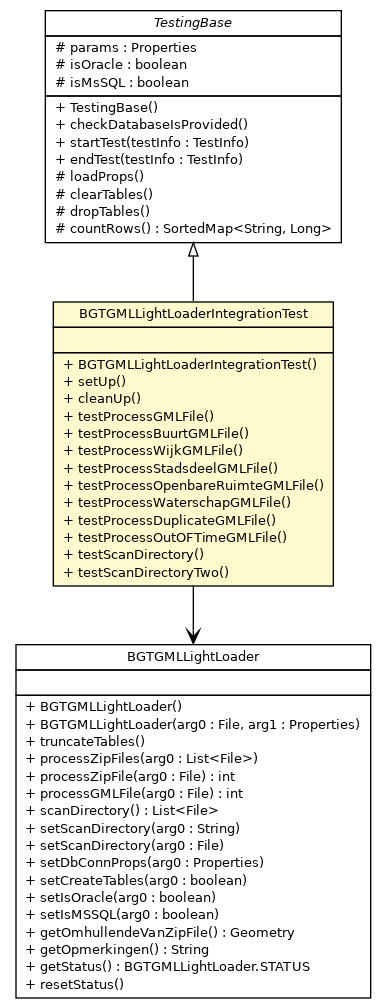 TestingBase
# params : Properties
# isOracle : boolean
# isMsSQL : boolean
+ TestingBase()
+ checkDatabaseIsProvided()
+ startTest(testInfo : TestInfo)
+ endTest(testInfo : TestInfo)
# loadProps()
# clearTables()
# dropTables()
# countRows() : SortedMap<String, Long>
BGTGMLLightLoaderIntegrationTest
+ BGTGMLLightLoaderIntegrationTest()
+ setUp()
+ cleanUp()
+ testProcessGMLFile()
+ testProcessBuurtGMLFile()
+ testProcessWijkGMLFile()
+ testProcessStadsdeelGMLFile()
+ testProcessOpenbareRuimteGMLFile()
+ testProcessWaterschapGMLFile()
+ testProcessDuplicateGMLFile()
+ testProcessOutOFTimeGMLFile()
+ testScanDirectory()
+ testScanDirectoryTwo()
BGTGMLLightLoader
+ BGTGMLLightLoader()
+ BGTGMLLightLoader(arg0 : File, arg1 : Properties)
+ truncateTables()
+ processZipFiles(arg0 : List<File>)
+ processZipFile(arg0 : File) : int
+ processGMLFile(arg0 : File) : int
+ scanDirectory() : List<File>
+ setScanDirectory(arg0 : String)
+ setScanDirectory(arg0 : File)
+ setDbConnProps(arg0 : Properties)
+ setCreateTables(arg0 : boolean)
+ setIsOracle(arg0 : boolean)
+ setIsMSSQL(arg0 : boolean)
+ getOmhullendeVanZipFile() : Geometry
+ getOpmerkingen() : String
+ getStatus() : BGTGMLLightLoader.STATUS
+ resetStatus()